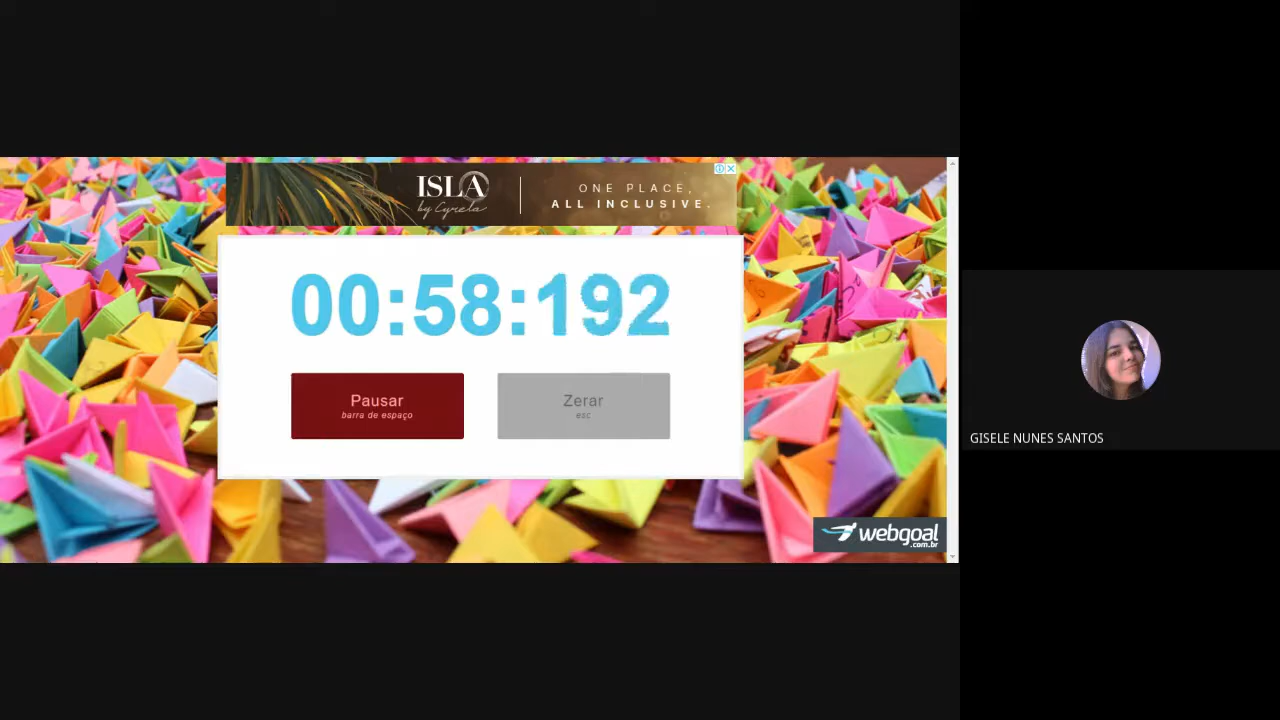 ISLA
by Cyrela
ONE PLACE,
ALL INCLUSIVE.
00:58:192
Pausar
barra de espaço
Zerar
esc
webgoal
.com.br
GISELE NUNES SANTOS